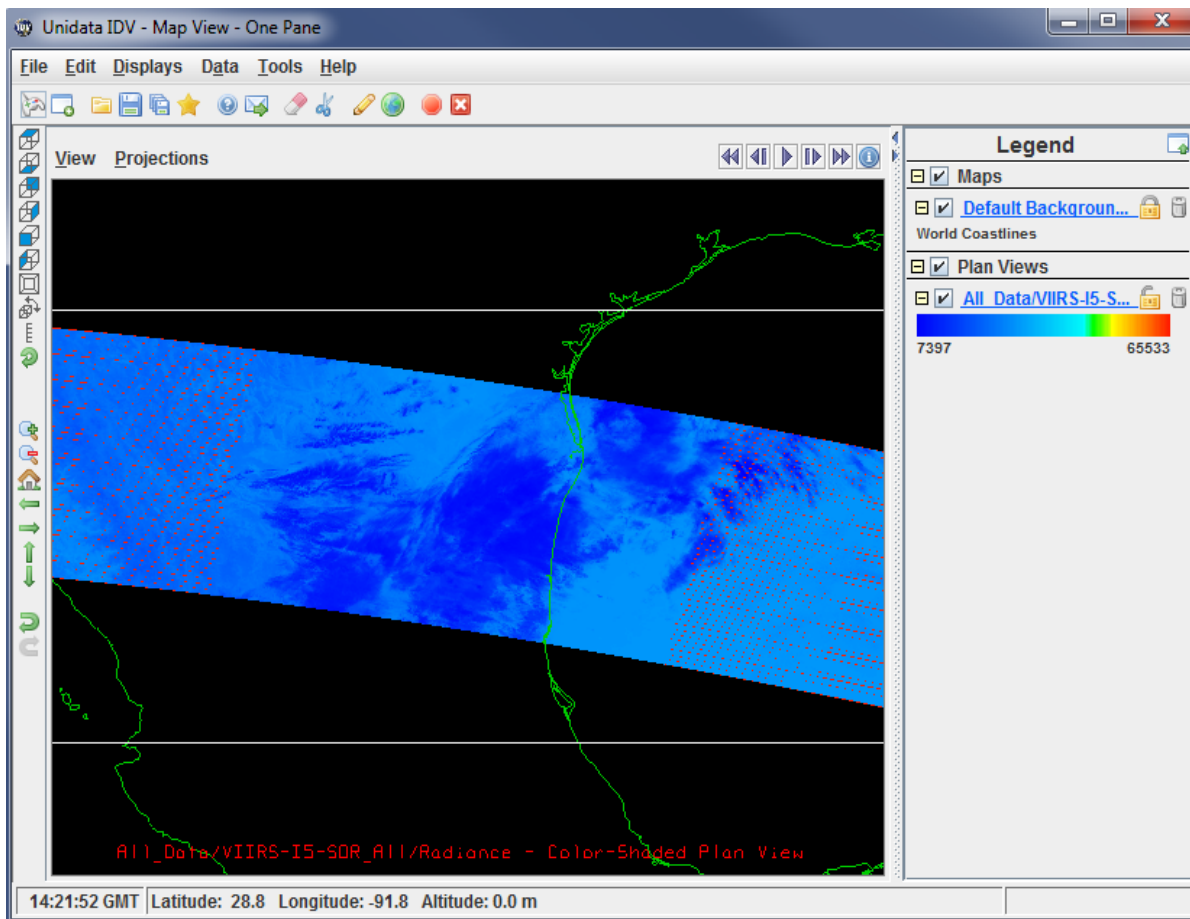 Unidata IDV - Map View - One Pane
File Edit Displays Data Tools Help
View Projections
Legend
Maps
Default Backgroun...
World Coastlines
Plan Views
All_Data/VIIRS-I5-S...
7397 65533
All_Data/VIIRS-I5-SDR_All/Radiance - Color-Shaded Plan View
14:21:52 GMT Latitude: 28.8 Longitude: -91.8 Altitude: 0.0 m